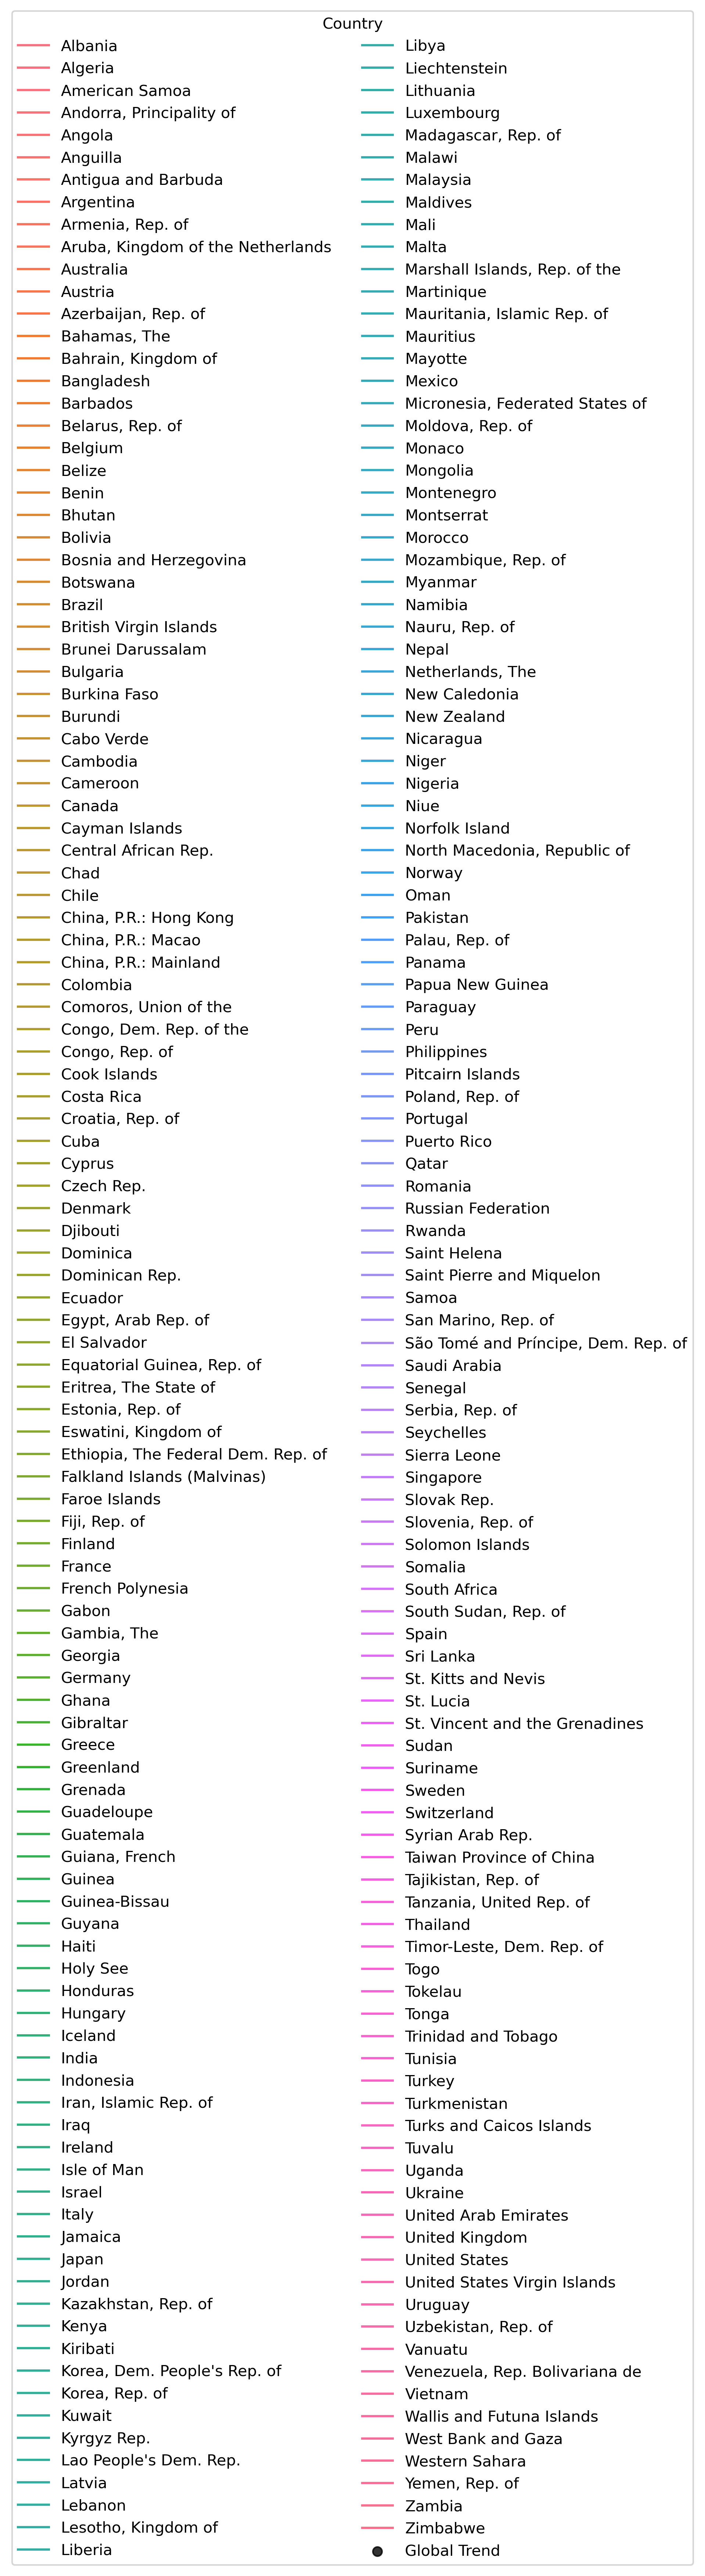 Country
Albania
Algeria
American Samoa
Andorra, Principality of
Angola
Anguilla
Antigua and Barbuda
Argentina
Armenia, Rep. of
Aruba, Kingdom of the Netherlands
Australia
Austria
Azerbaijan, Rep. of
Bahamas, The
Bahrain, Kingdom of
Bangladesh
Barbados
Belarus, Rep. of
Belgium
Belize
Benin
Bhutan
Bolivia
Bosnia and Herzegovina
Botswana
Brazil
British Virgin Islands
Brunei Darussalam
Bulgaria
Burkina Faso
Burundi
Cabo Verde
Cambodia
Cameroon
Canada
Cayman Islands
Central African Rep.
Chad
Chile
China, P.R.: Hong Kong
China, P.R.: Macao
China, P.R.: Mainland
Colombia
Comoros, Union of the
Congo, Dem. Rep. of the
Congo, Rep. of
Cook Islands
Costa Rica
Croatia, Rep. of
Cuba
Cyprus
Czech Rep.
Denmark
Djibouti
Dominica
Dominican Rep.
Ecuador
Egypt, Arab Rep. of
El Salvador
Equatorial Guinea, Rep. of
Eritrea, The State of
Estonia, Rep. of
Eswatini, Kingdom of
Ethiopia, The Federal Dem. Rep. of
Falkland Islands (Malvinas)
Faroe Islands
Fiji, Rep. of
Finland
France
French Polynesia
Gabon
Gambia, The
Georgia
Germany
Ghana
Gibraltar
Greece
Greenland
Grenada
Guadeloupe
Guatemala
Guiana, French
Guinea
Guinea-Bissau
Guyana
Haiti
Holy See
Honduras
Hungary
Iceland
India
Indonesia
Iran, Islamic Rep. of
Iraq
Ireland
Isle of Man
Israel
Italy
Jamaica
Japan
Jordan
Kazakhstan, Rep. of
Kenya
Kiribati
Korea, Dem. People's Rep. of
Korea, Rep. of
Kuwait
Kyrgyz Rep.
Lao People's Dem. Rep.
Latvia
Lebanon
Lesotho, Kingdom of
Liberia
Libya
Liechtenstein
Lithuania
Luxembourg
Madagascar, Rep. of
Malawi
Malaysia
Maldives
Mali
Malta
Marshall Islands, Rep. of the
Martinique
Mauritania, Islamic Rep. of
Mauritius
Mayotte
Mexico
Micronesia, Federated States of
Moldova, Rep. of
Monaco
Mongolia
Montenegro
Montserrat
Morocco
Mozambique, Rep. of
Myanmar
Namibia
Nauru, Rep. of
Nepal
Netherlands, The
New Caledonia
New Zealand
Nicaragua
Niger
Nigeria
Niue
Norfolk Island
North Macedonia, Republic of
Norway
Oman
Pakistan
Palau, Rep. of
Panama
Papua New Guinea
Paraguay
Peru
Philippines
Pitcairn Islands
Poland, Rep. of
Portugal
Puerto Rico
Qatar
Romania
Russian Federation
Rwanda
Saint Helena
Saint Pierre and Miquelon
Samoa
San Marino, Rep. of
São Tomé and Príncipe, Dem. Rep. of
Saudi Arabia
Senegal
Serbia, Rep. of
Seychelles
Sierra Leone
Singapore
Slovak Rep.
Slovenia, Rep. of
Solomon Islands
Somalia
South Africa
South Sudan, Rep. of
Spain
Sri Lanka
St. Kitts and Nevis
St. Lucia
St. Vincent and the Grenadines
Sudan
Suriname
Sweden
Switzerland
Syrian Arab Rep.
Taiwan Province of China
Tajikistan, Rep. of
Tanzania, United Rep. of
Thailand
Timor-Leste, Dem. Rep. of
Togo
Tokelau
Tonga
Trinidad and Tobago
Tunisia
Turkey
Turkmenistan
Turks and Caicos Islands
Tuvalu
Uganda
Ukraine
United Arab Emirates
United Kingdom
United States
United States Virgin Islands
Uruguay
Uzbekistan, Rep. of
Vanuatu
Venezuela, Rep. Bolivariana de
Vietnam
Wallis and Futuna Islands
West Bank and Gaza
Western Sahara
Yemen, Rep. of
Zambia
Zimbabwe
Global Trend